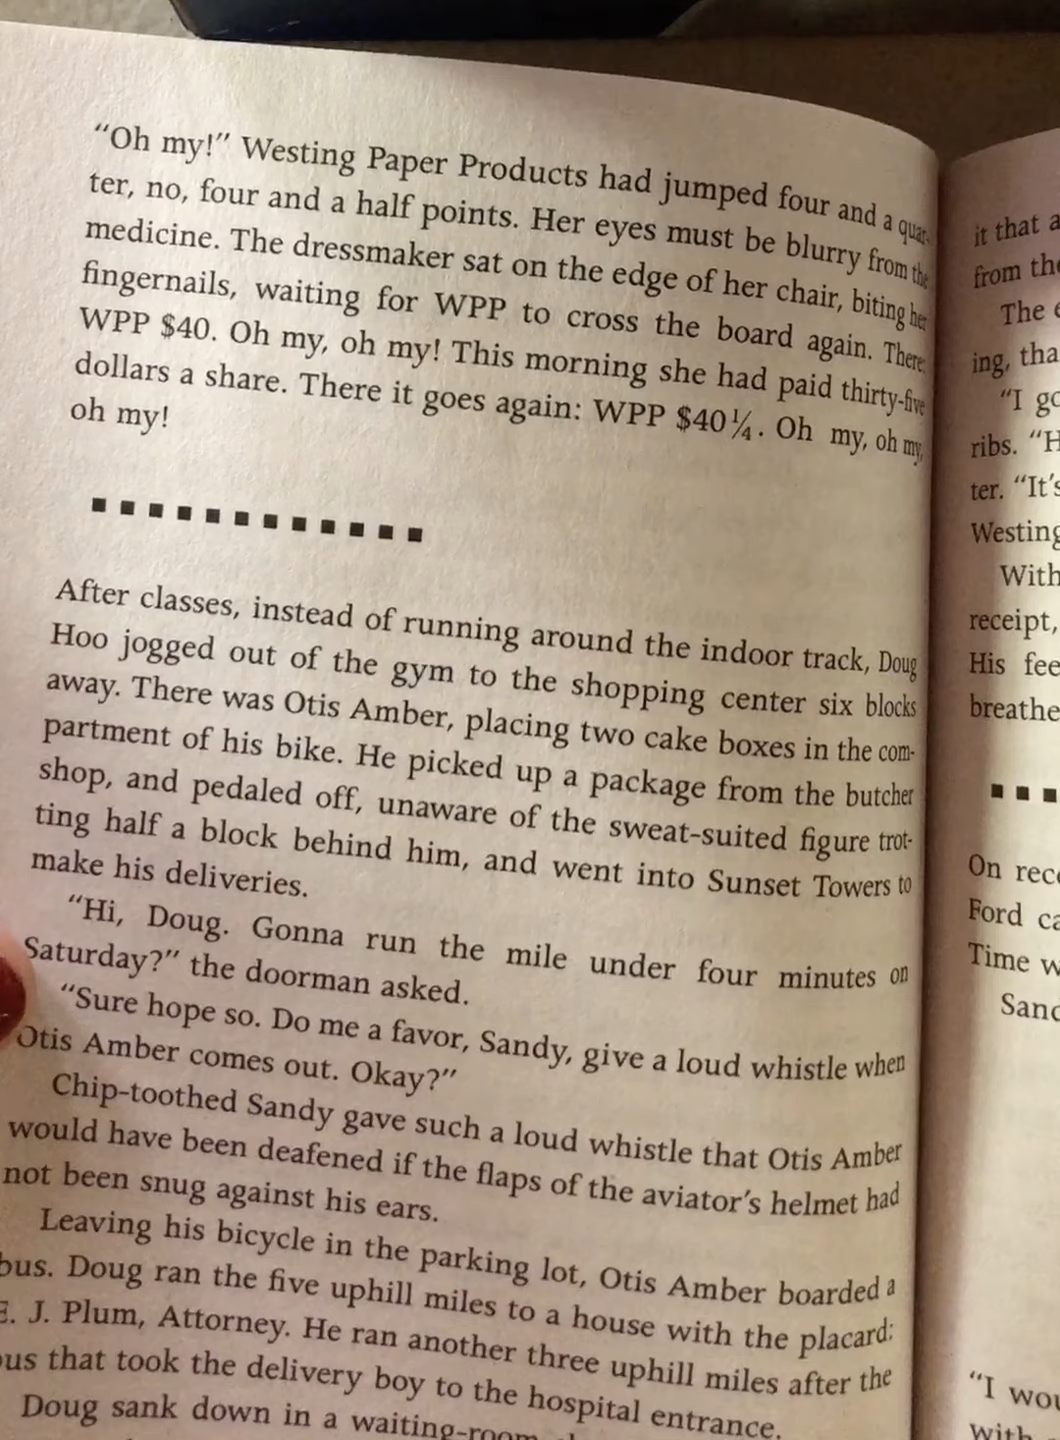 “Oh my!” Westing Paper Products had jumped four and a quar-
ter, no, four and a half points. Her eyes must be blurry from the
medicine. The dressmaker sat on the edge of her chair, biting her
fingernails, waiting for WPP to cross the board again. There:
WPP $40. Oh my, oh my! This morning she had paid thirty-five
dollars a share. There it goes again: WPP $40¼. Oh my, oh my,
oh my!
After classes, instead of running around the indoor track, Doug
Hoo jogged out of the gym to the shopping center six blocks
away. There was Otis Amber, placing two cake boxes in the com-
partment of his bike. He picked up a package from the butcher
shop, and pedaled off, unaware of the sweat-suited figure trot-
ting half a block behind him, and went into Sunset Towers to
make his deliveries.
“Hi, Doug. Gonna run the mile under four minutes on
Saturday?” the doorman asked.
“Sure hope so. Do me a favor, Sandy, give a loud whistle when
Otis Amber comes out. Okay?”
Chip-toothed Sandy gave such a loud whistle that Otis Amber
would have been deafened if the flaps of the aviator’s helmet had
not been snug against his ears.
Leaving his bicycle in the parking lot, Otis Amber boarded a
bus. Doug ran the five uphill miles to a house with the placard:
E. J. Plum, Attorney. He ran another three uphill miles after the
bus that took the delivery boy to the hospital entrance.
Doug sank down in a waiting-room
it that
from the
The
ing,
“I
ribs.
ter. “It’s
Westing
With
receipt,
His
breathe
On
Ford
Time
“I
with